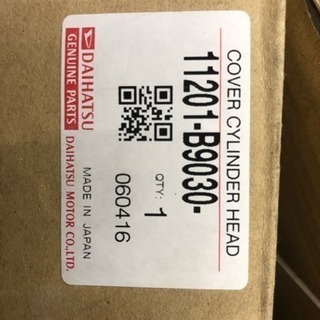 COVER CYLINDER HEAD
11201-B9030-
QTY: 1
060416
DAIHATSU
GENUINE PARTS
MADE IN JAPAN
DAIHATSU MOTOR CO.,LTD.